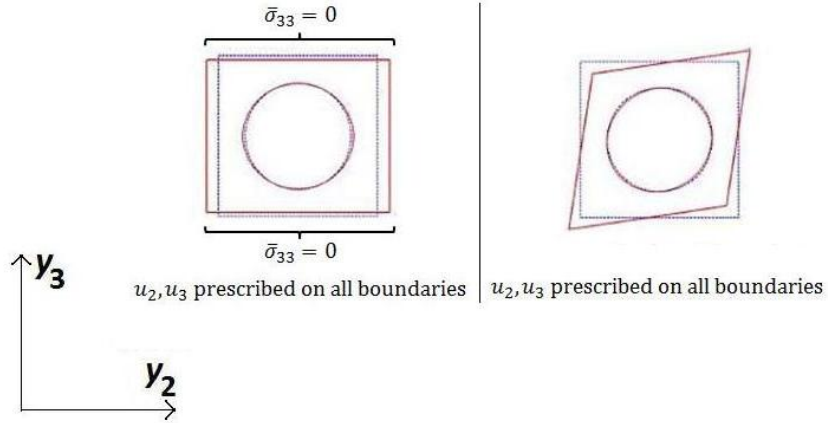 σ̄₃₃ = 0
σ̄₃₃ = 0
u₂, u₃ prescribed on all boundaries
u₂, u₃ prescribed on all boundaries
y₃
y₂